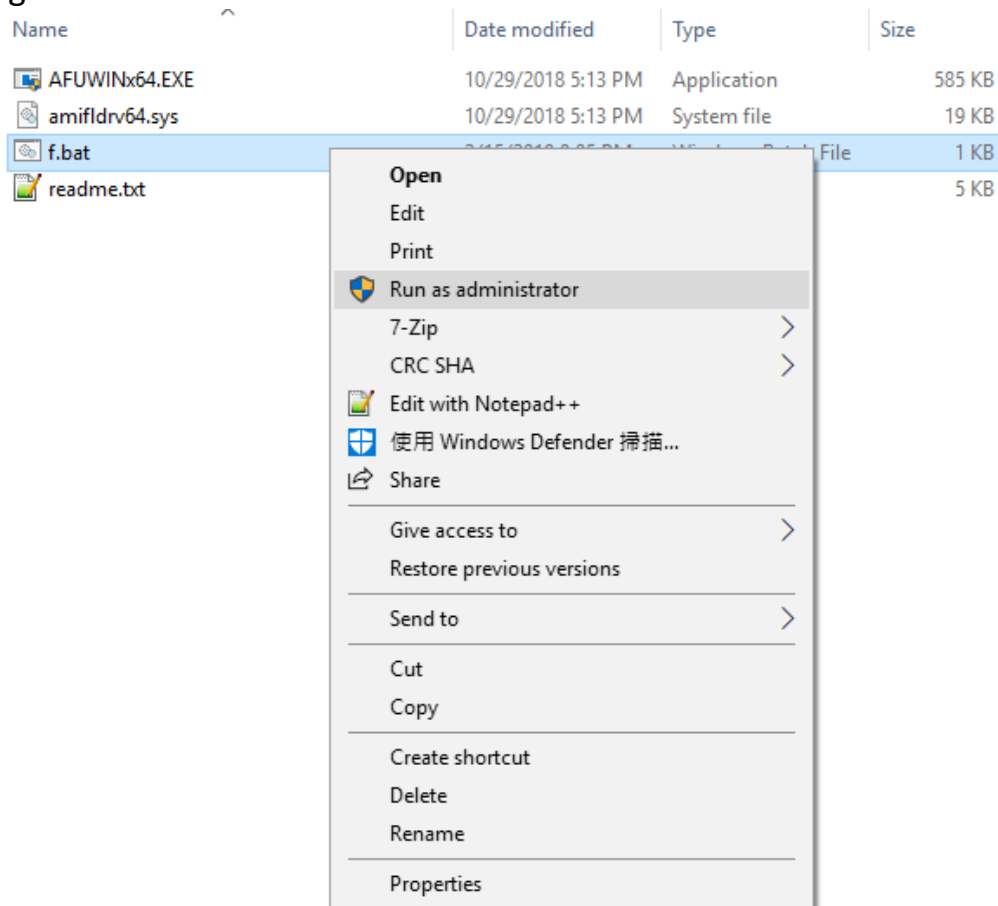 Name Date modified Type Size
AFUWINx64.EXE 10/29/2018 5:13 PM Application 585 KB
amifldrv64.sys 10/29/2018 5:13 PM System file 19 KB
f.bat File 1 KB
readme.txt 5 KB
Open
Edit
Print
Run as administrator
7-Zip
CRC SHA
Edit with Notepad++
使用 Windows Defender 掃描...
Share
Give access to
Restore previous versions
Send to
Cut
Copy
Create shortcut
Delete
Rename
Properties